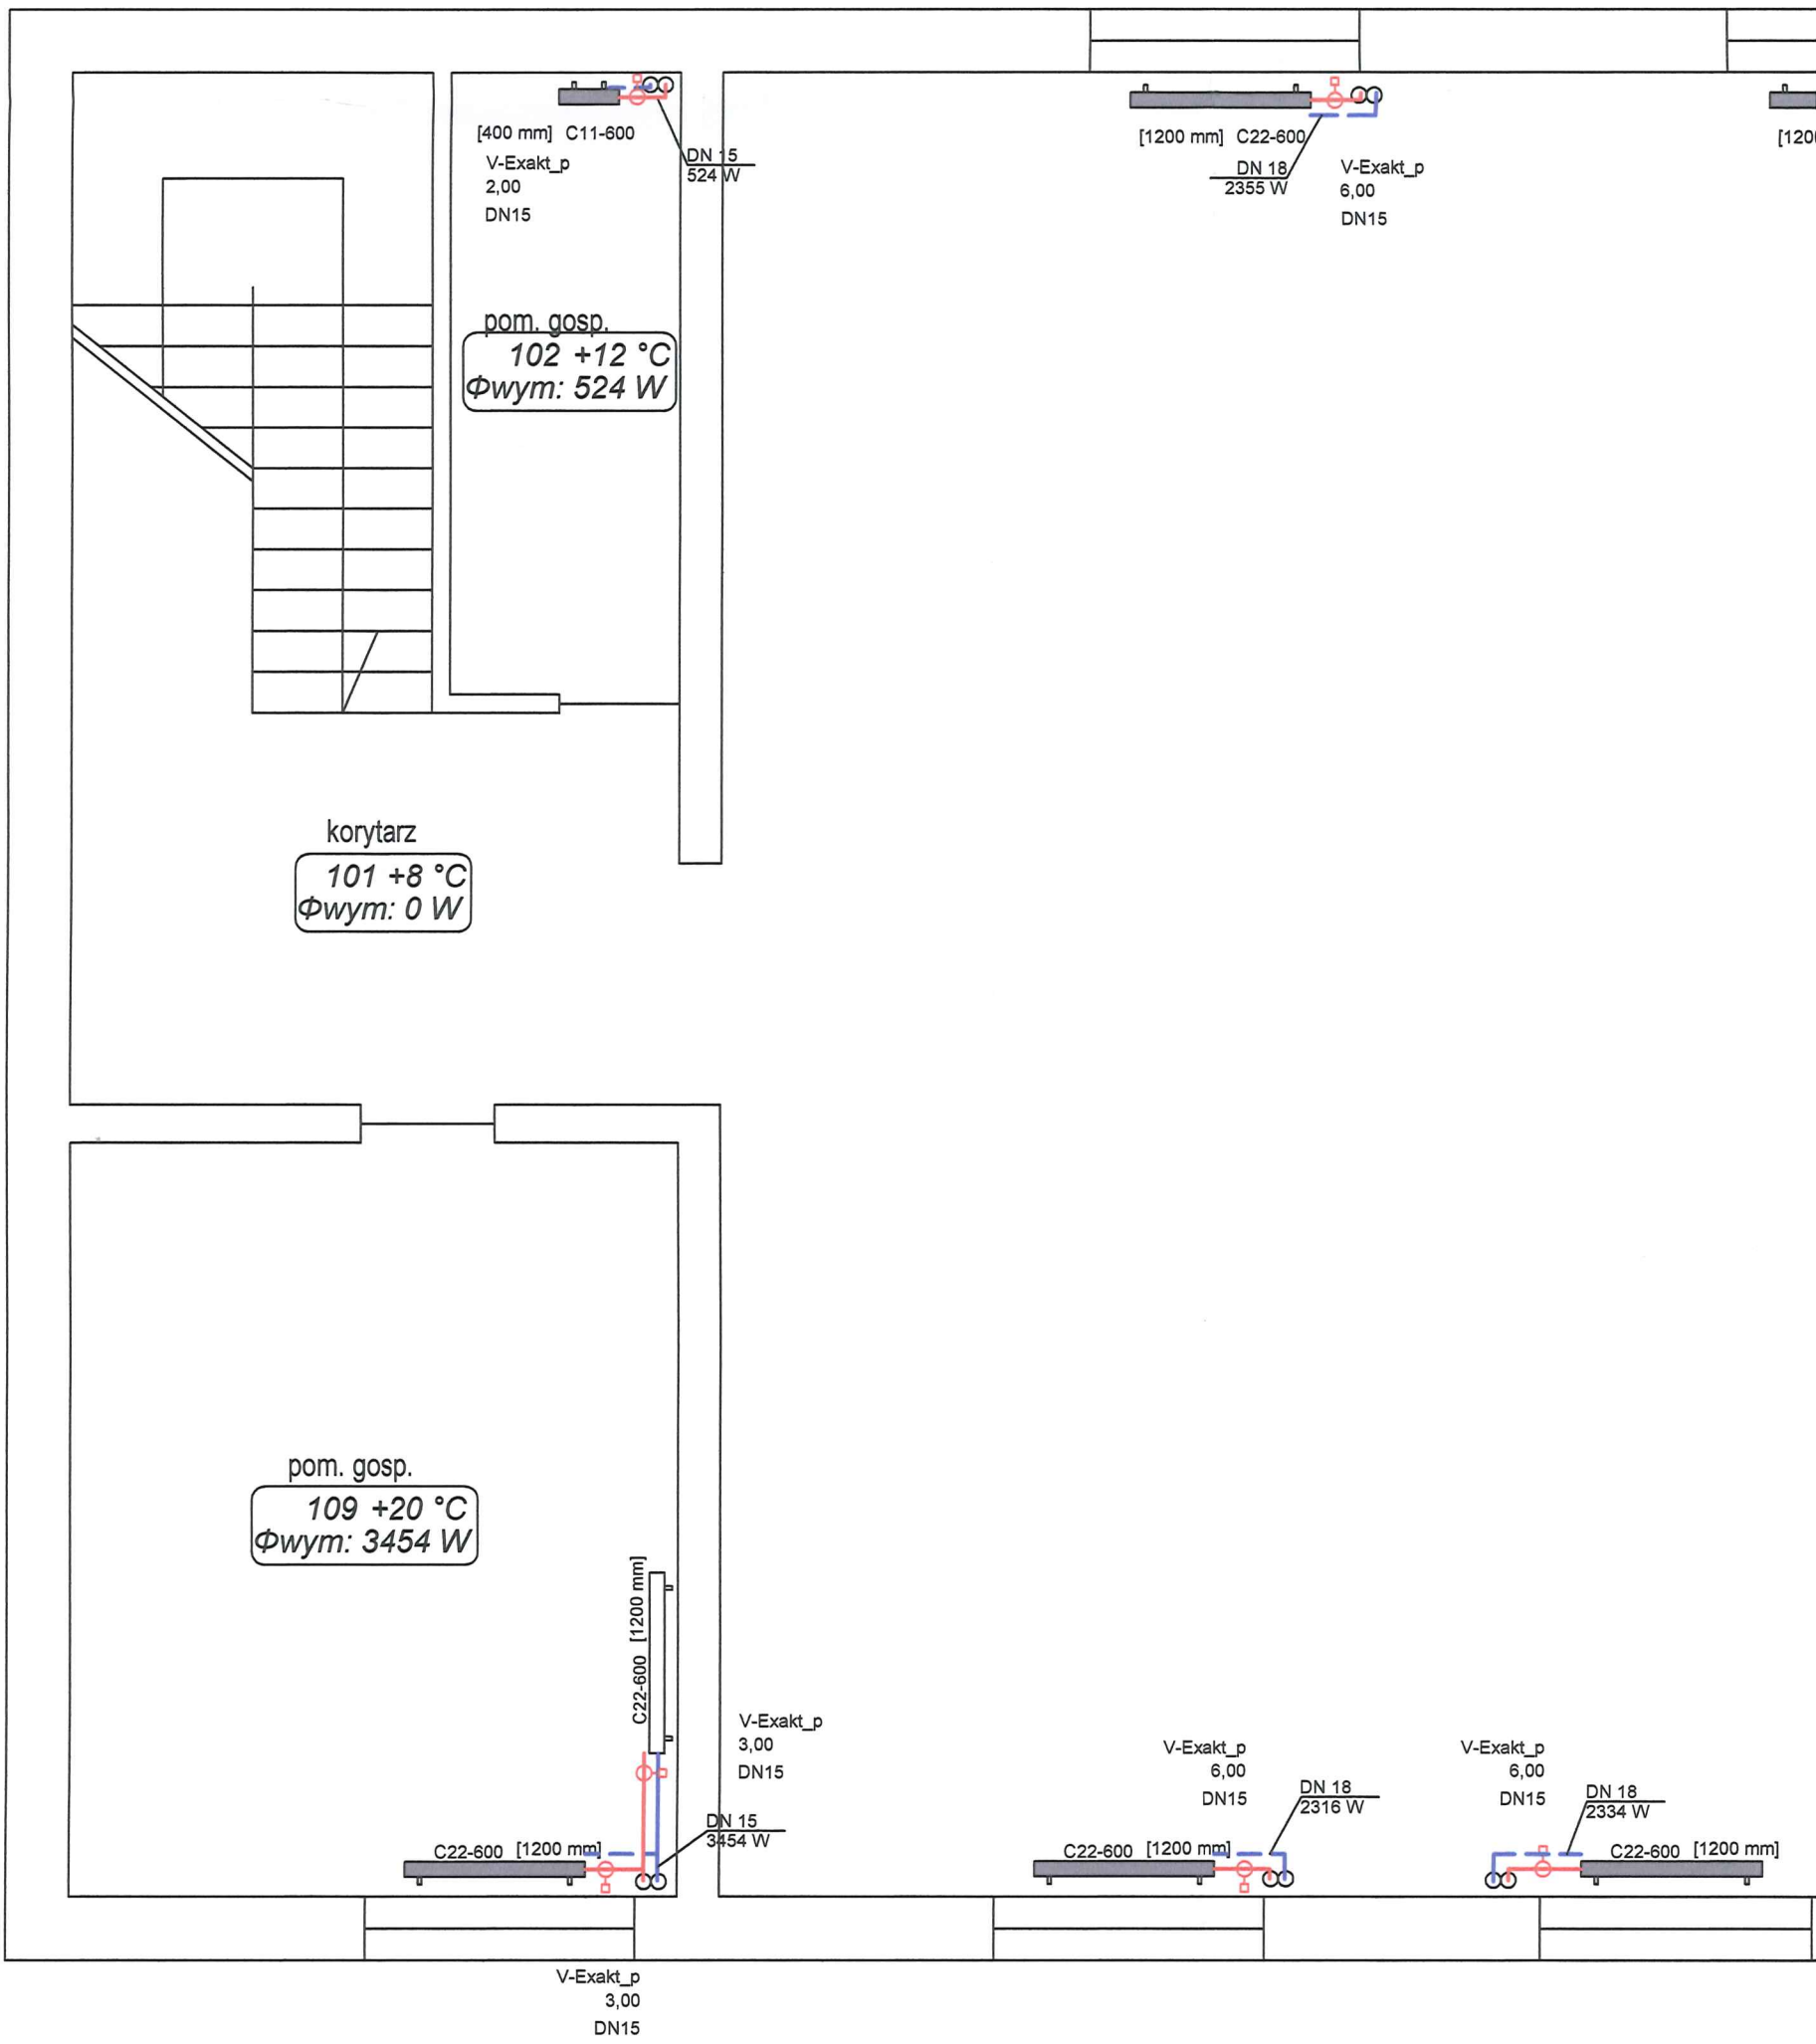 [400 mm] C11-600
V-Exakt_p
2,00
DN15
DN 15
524 W
[1200 mm] C22-600
DN 18
2355 W
V-Exakt_p
6,00
DN15
[120
pom. gosp.
102 +12 °C
Φwym: 524 W
korytarz
101 +8 °C
Φwym: 0 W
pom. gosp.
109 +20 °C
Φwym: 3454 W
C22-600 [1200 mm]
V-Exakt_p
3,00
DN15
DN 15
3454 W
C22-600 [1200 mm]
V-Exakt_p
6,00
DN15
DN 18
2316 W
C22-600 [1200 mm]
V-Exakt_p
6,00
DN15
DN 18
2334 W
C22-600 [1200 mm]
V-Exakt_p
3,00
DN15